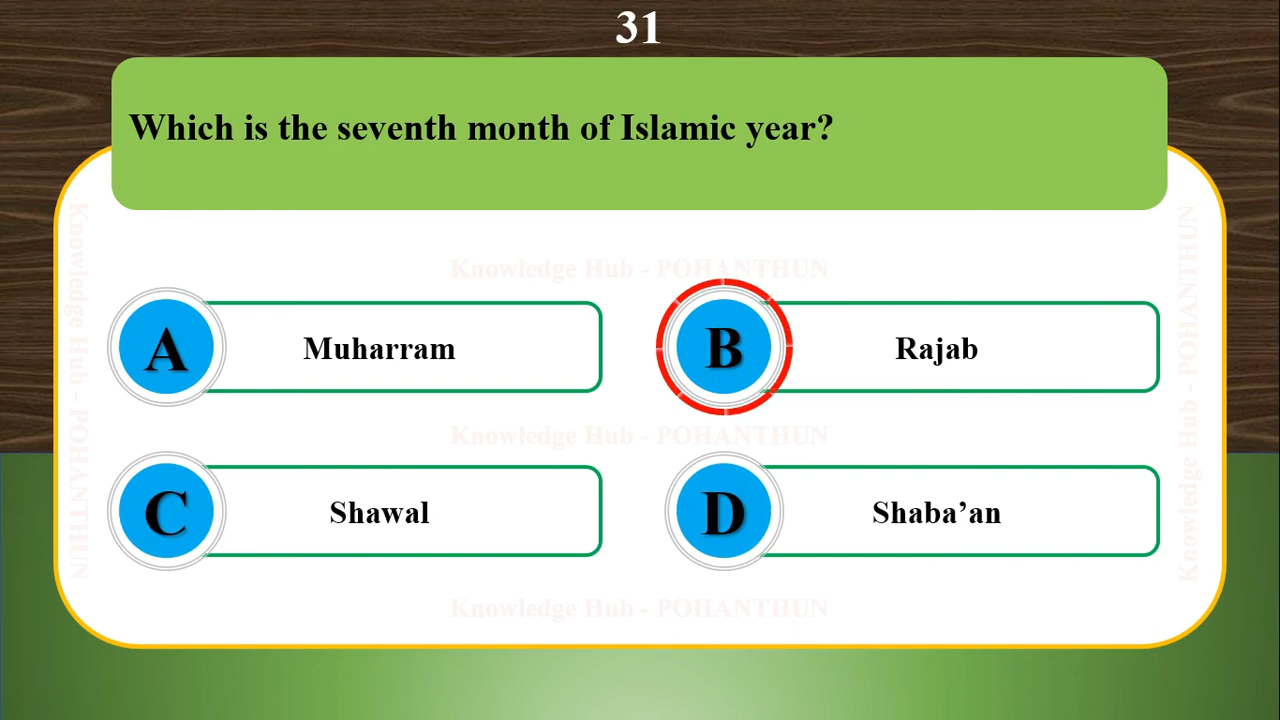 31
Which is the seventh month of Islamic year?
Knowledge Hub - POHANTHUN
Knowledge Hub - POHANTHUN
Knowledge Hub - POHANTHUN
A
Muharram
B
Rajab
Knowledge Hub - POHANTHUN
C
Shawal
D
Shaba’an
Knowledge Hub - POHANTHUN